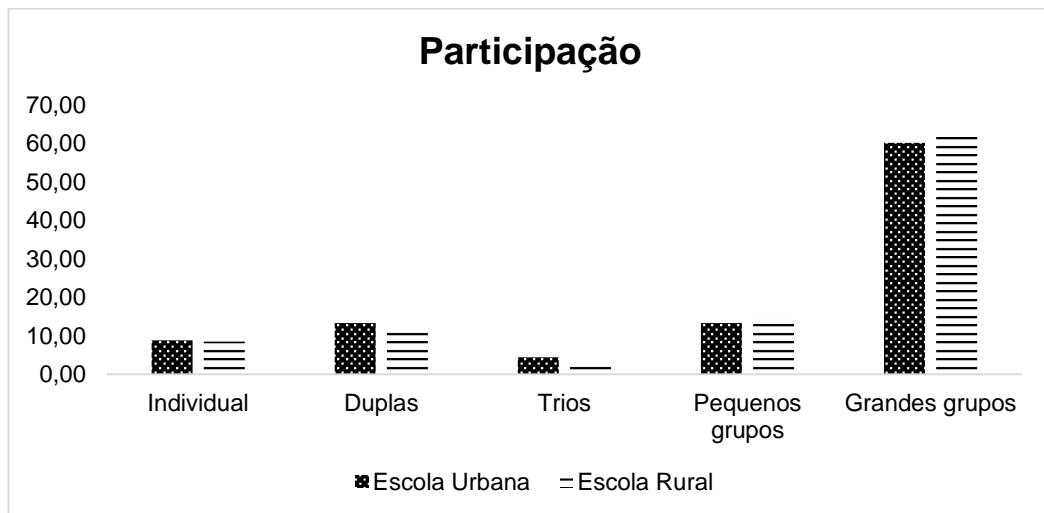 Participação
70,00
60,00
50,00
40,00
30,00
20,00
10,00
0,00
Individual
Duplas
Trios
Pequenos
grupos
Grandes grupos
Escola Urbana
Escola Rural